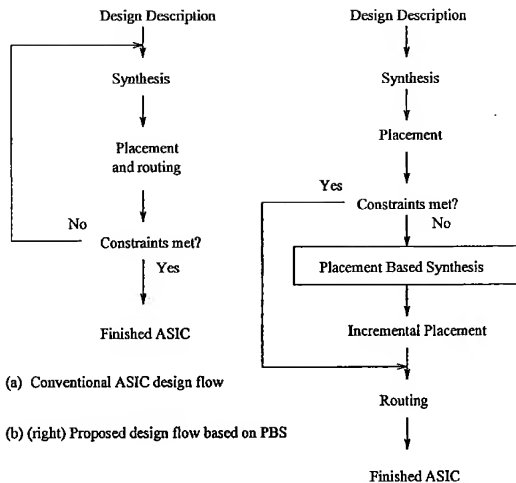 Design Description
Synthesis
Placement
and routing
No
Constraints met?
Yes
Finished ASIC
(a) Conventional ASIC design flow
(b) (right) Proposed design flow based on PBS
Design Description
Synthesis
Placement
Yes
Constraints met?
No
Placement Based Synthesis
Incremental Placement
Routing
Finished ASIC